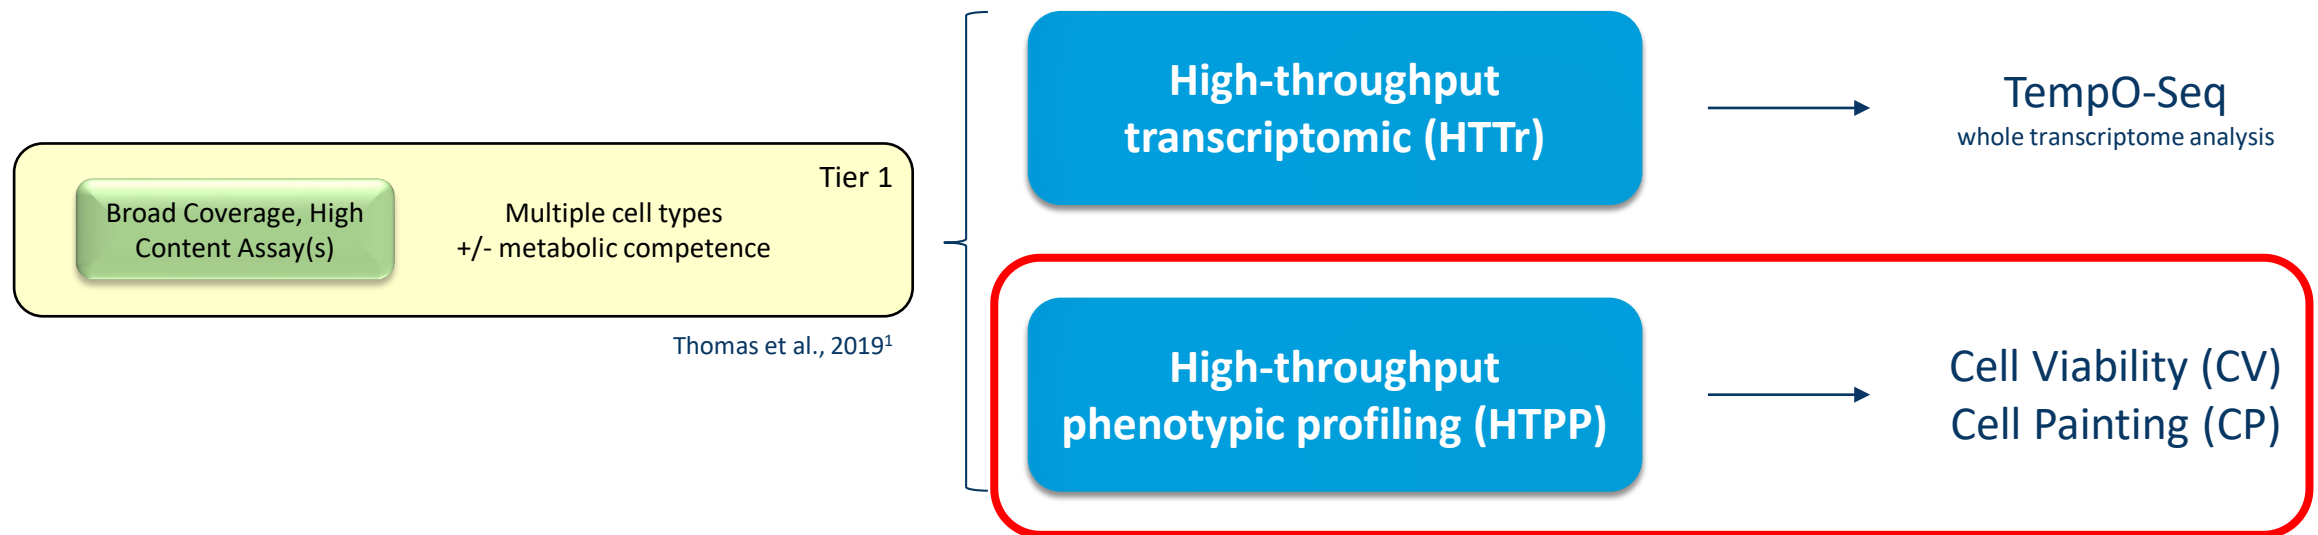 Tier 1
Broad Coverage, High
Content Assay(s)
Multiple cell types
+/- metabolic competence
Thomas et al., 2019¹
High-throughput
transcriptomic (HTTr)
TempO-Seq
whole transcriptome analysis
High-throughput
phenotypic profiling (HTPP)
Cell Viability (CV)
Cell Painting (CP)